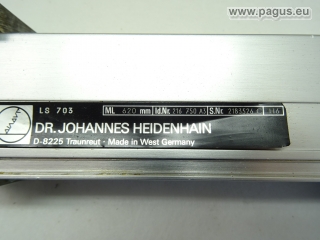 © www.pagus.eu
LS 703
ML 620 mm Id.Nr. 216 750 A3 S.Nr.
DR. JOHANNES HEIDENHAIN
D-8225 Traunreut · Made in West Germany